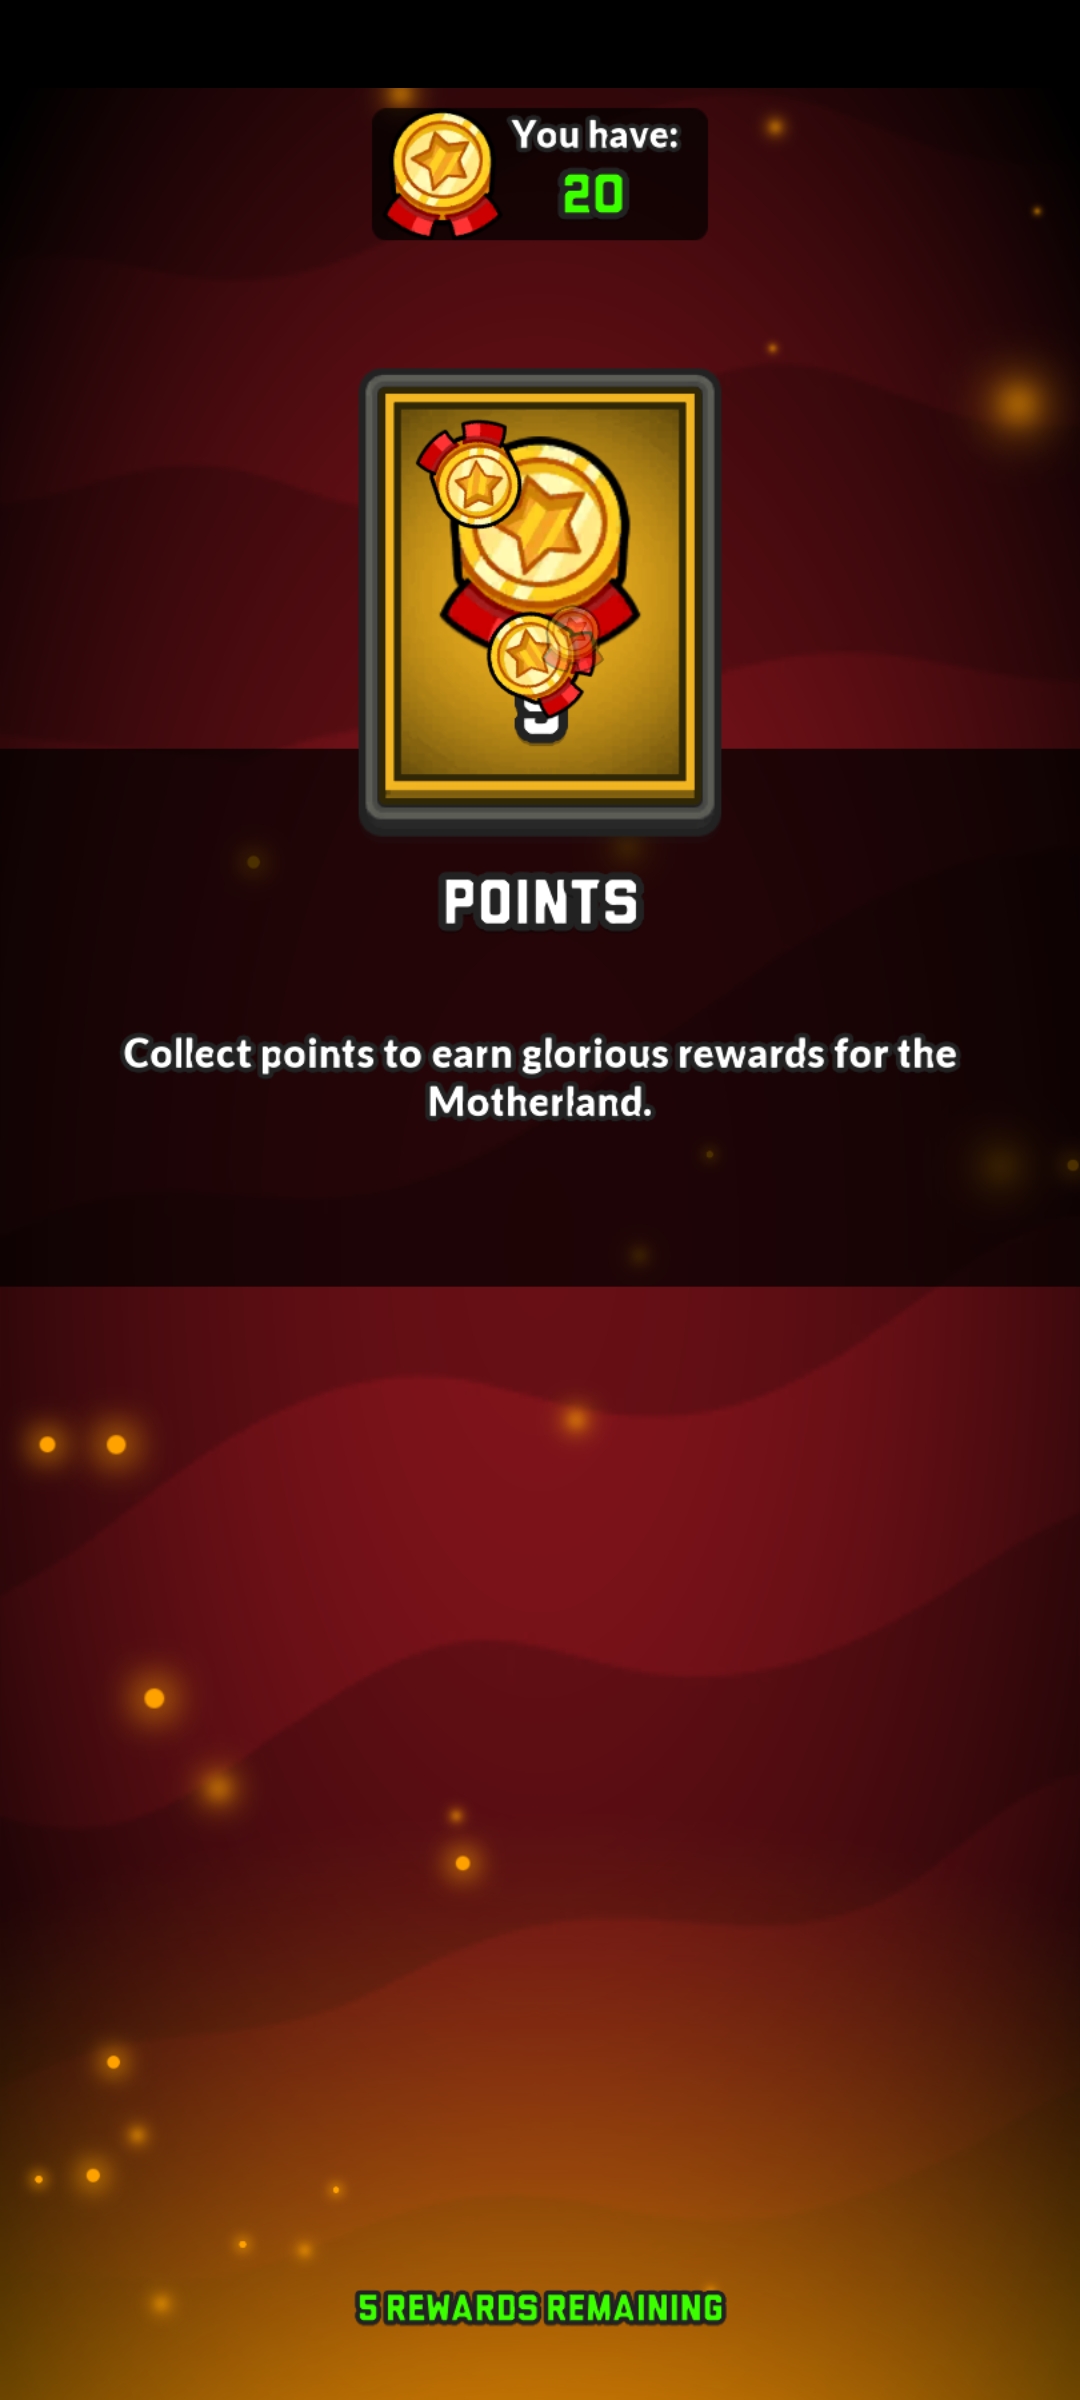 You have:
20
POINTS
Collect points to earn glorious rewards for the
Motherland.
5 REWARDS REMAINING